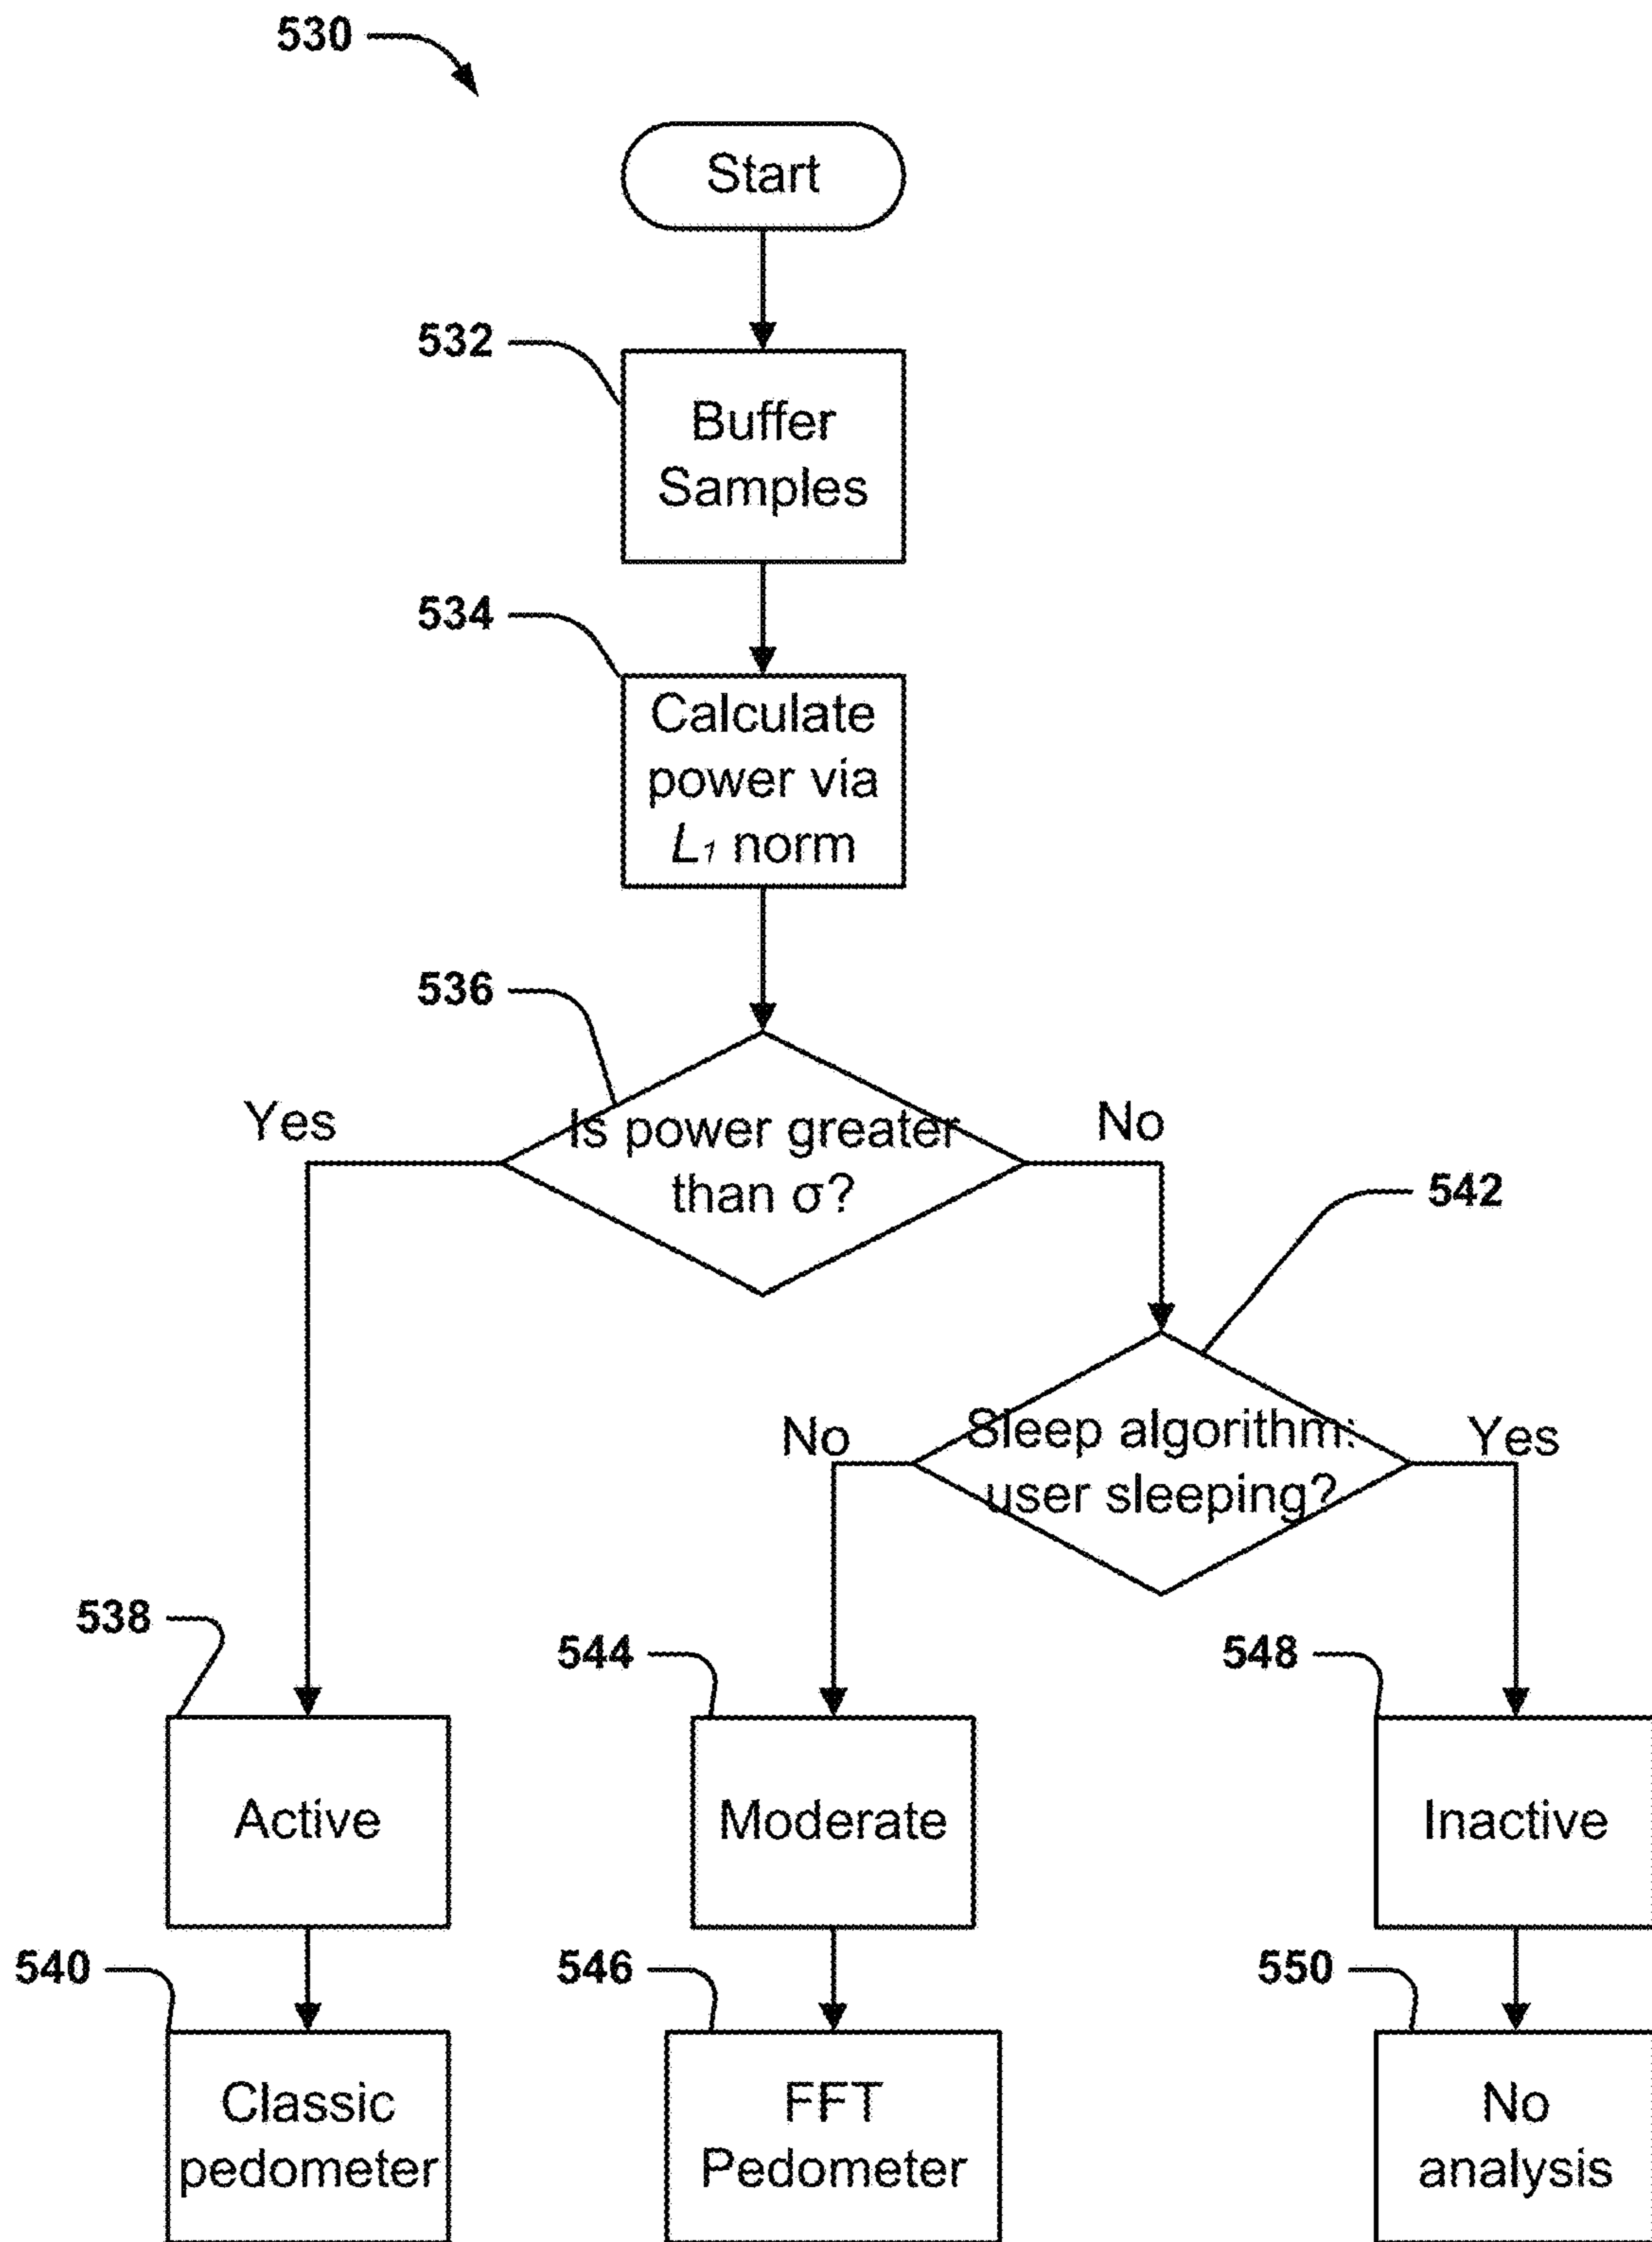 530
Start
532
Buffer
Samples
534
Calculate
power via
L1 norm
536
Yes
Is power greater
than σ?
No
542
No
Sleep algorithm:
user sleeping?
Yes
538
544
548
Active
Moderate
Inactive
540
546
550
Classic
pedometer
FFT
Pedometer
No
analysis